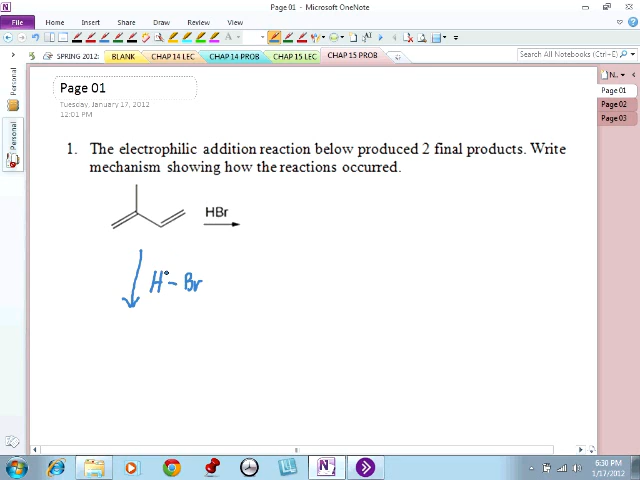 Page 01 - Microsoft OneNote
File Home Insert Share Draw Review View
SPRING 2012: BLANK CHAP 14 LEC CHAP 14 PROB CHAP 15 LEC CHAP 15 PROB Search All Notebooks (Ctrl+E)
Personal
Personal
Page 01
Tuesday, January 17, 2012
12:01 PM
N..
Page 01
Page 02
Page 03
1. The electrophilic addition reaction below produced 2 final products. Write
mechanism showing how the reactions occurred.
HBr
H - Br
6:30 PM
1/17/2012